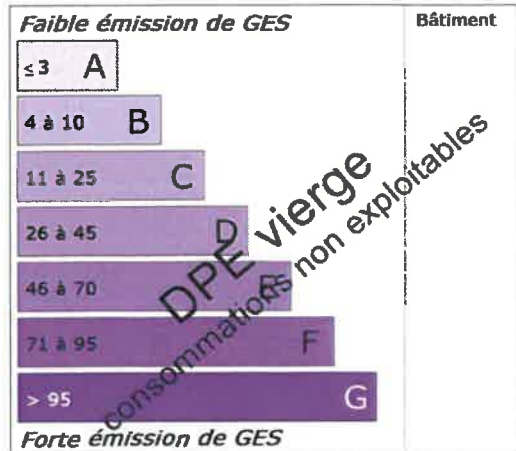 Faible émission de GES
Bâtiment
≤ 3 A
4 à 10 B
11 à 25 C
26 à 45 D
46 à 70 E
71 à 95 F
> 95 G
Forte émission de GES
DPE vierge
consommations non exploitables